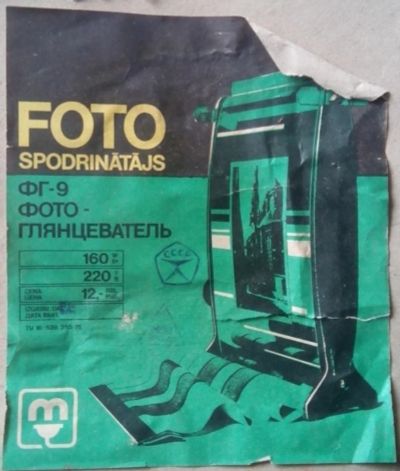 FOTO
SPODRINĀTĀJS
ФГ-9
ФОТО -
ГЛЯНЦЕВАТЕЛЬ
160 W
220 V
CENA
ЦЕНА 12,-
СССР